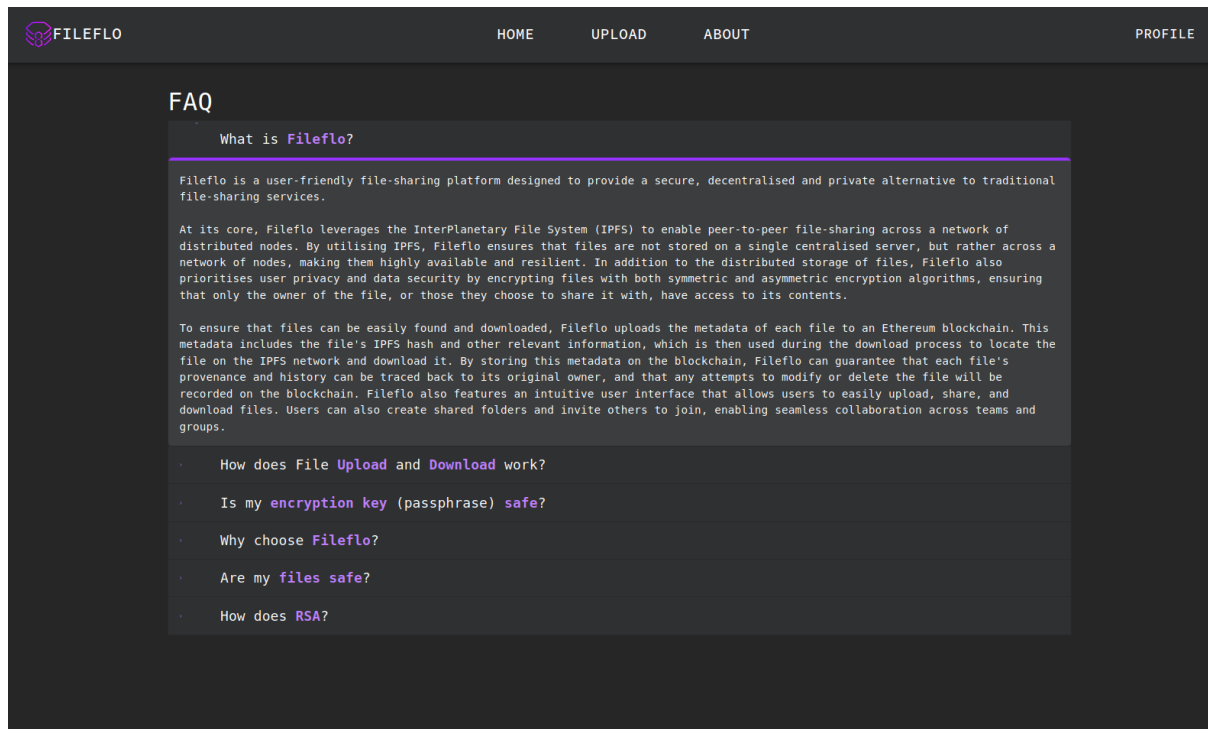 FILEFLO
HOME
UPLOAD
ABOUT
PROFILE
FAQ
What is Fileflo?
Fileflo is a user-friendly file-sharing platform designed to provide a secure, decentralised and private alternative to traditional
file-sharing services.
At its core, Fileflo leverages the InterPlanetary File System (IPFS) to enable peer-to-peer file-sharing across a network of
distributed nodes. By utilising IPFS, Fileflo ensures that files are not stored on a single centralised server, but rather across a
network of nodes, making them highly available and resilient. In addition to the distributed storage of files, Fileflo also
prioritises user privacy and data security by encrypting files with both symmetric and asymmetric encryption algorithms, ensuring
that only the owner of the file, or those they choose to share it with, have access to its contents.
To ensure that files can be easily found and downloaded, Fileflo uploads the metadata of each file to an Ethereum blockchain. This
metadata includes the file's IPFS hash and other relevant information, which is then used during the download process to locate the
file on the IPFS network and download it. By storing this metadata on the blockchain, Fileflo can guarantee that each file's
provenance and history can be traced back to its original owner, and that any attempts to modify or delete the file will be
recorded on the blockchain. Fileflo also features an intuitive user interface that allows users to easily upload, share, and
download files. Users can also create shared folders and invite others to join, enabling seamless collaboration across teams and
groups.
How does File Upload and Download work?
Is my encryption key (passphrase) safe?
Why choose Fileflo?
Are my files safe?
How does RSA?